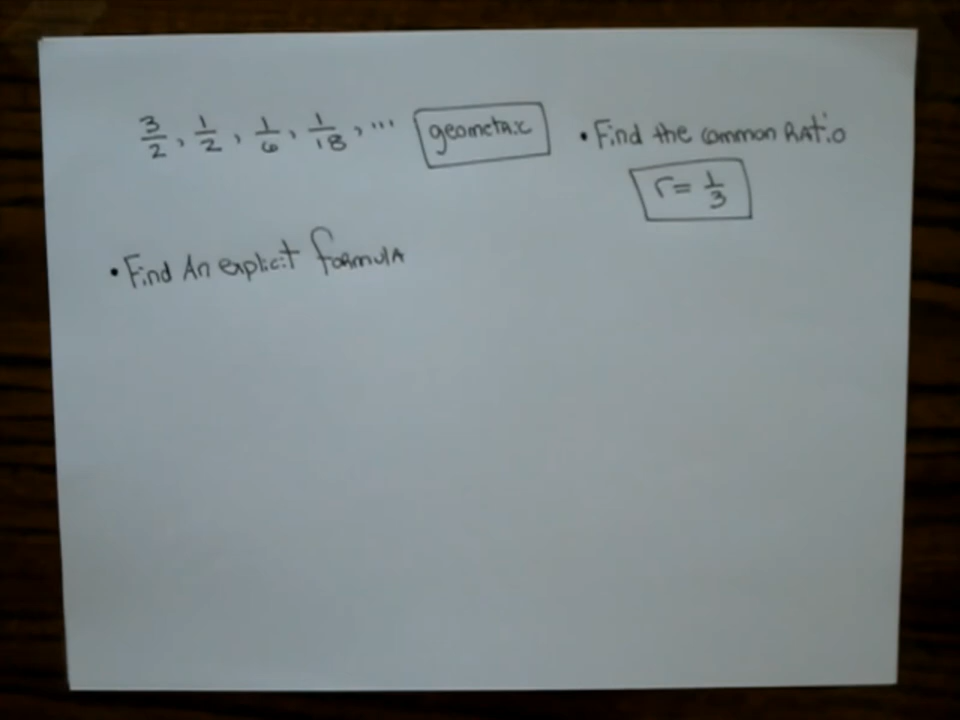 3/2, 1/2, 1/6, 1/18, ... geometric • Find the common Ratio
r = 1/3
• Find An explicit formula